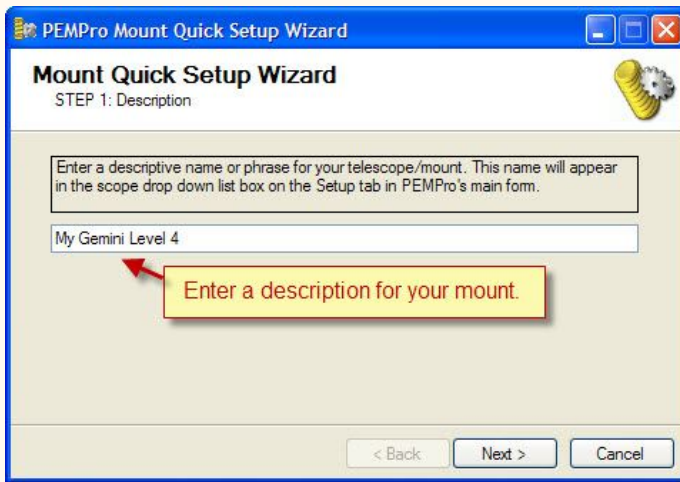 PEMPro Mount Quick Setup Wizard
Mount Quick Setup Wizard
STEP 1: Description
Enter a descriptive name or phrase for your telescope/mount. This name will appear
in the scope drop down list box on the Setup tab in PEMPro's main form.
My Gemini Level 4
Enter a description for your mount.
< Back
Next >
Cancel